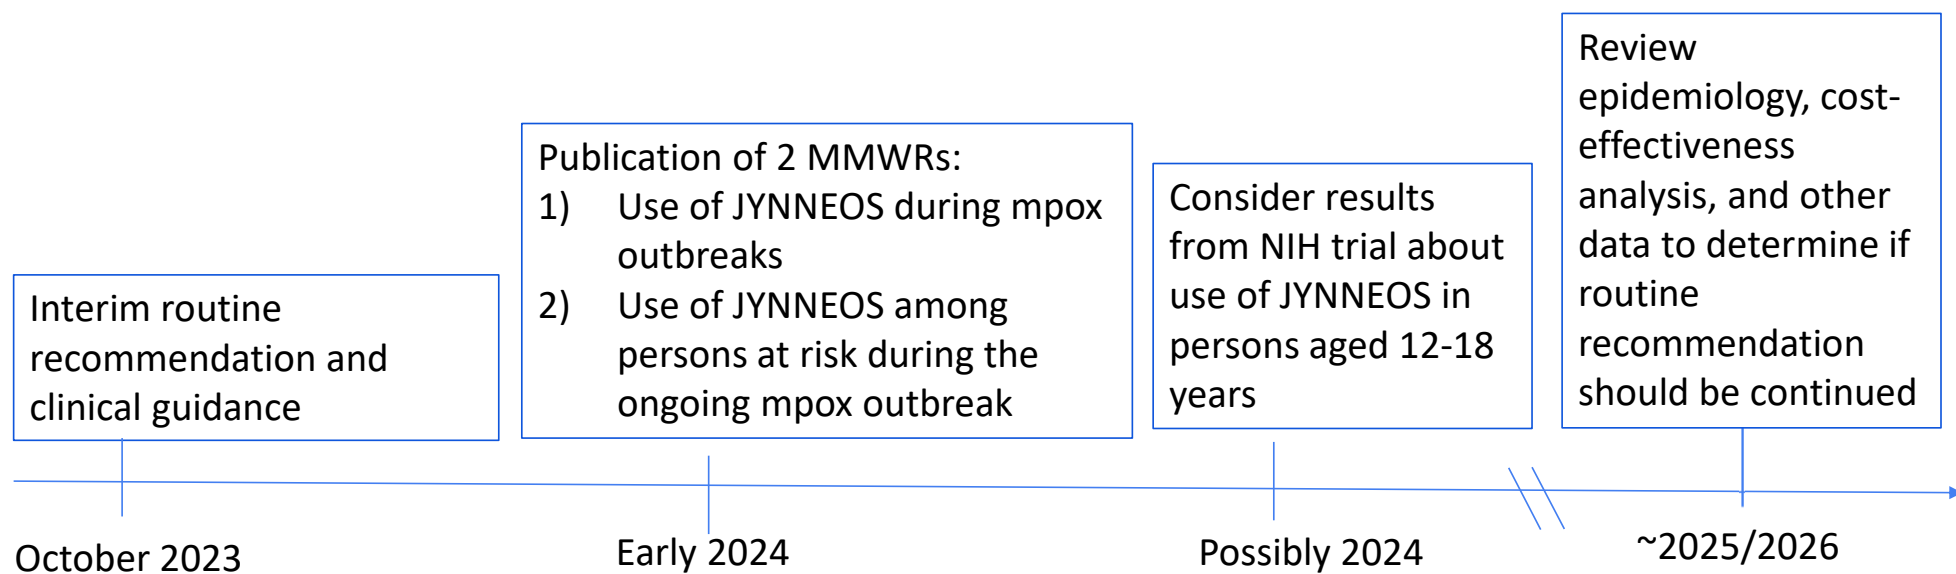 Interim routine
recommendation and
clinical guidance
Publication of 2 MMWRs:
1) Use of JYNNEOS during mpox
outbreaks
2) Use of JYNNEOS among
persons at risk during the
ongoing mpox outbreak
Consider results
from NIH trial about
use of JYNNEOS in
persons aged 12-18
years
Review
epidemiology, cost-
effectiveness
analysis, and other
data to determine if
routine
recommendation
should be continued
October 2023
Early 2024
Possibly 2024
~2025/2026